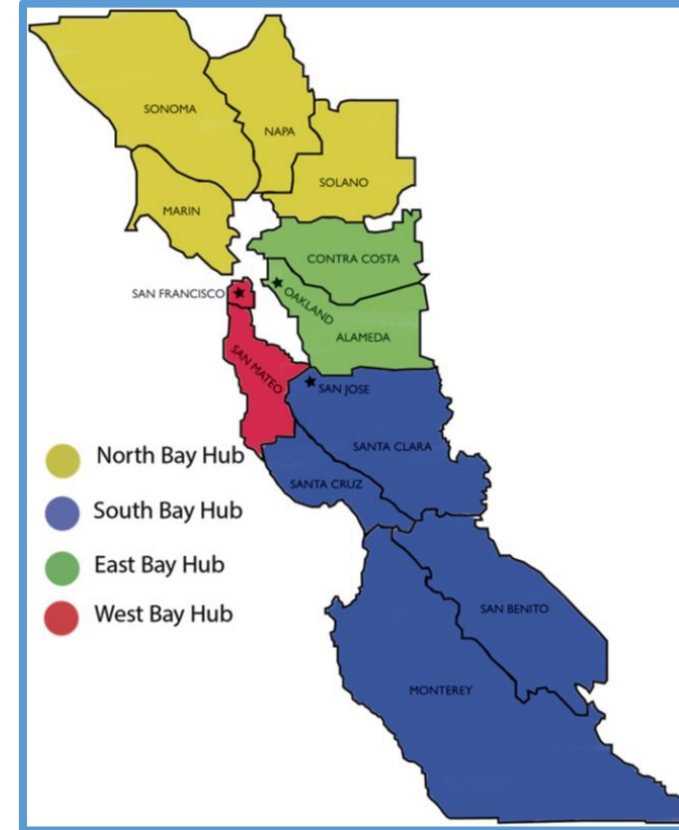 SONOMA
NAPA
SOLANO
MARIN
CONTRA COSTA
SAN FRANCISCO
OAKLAND
ALAMEDA
SAN MATEO
SAN JOSE
SANTA CLARA
SANTA CRUZ
SAN BENITO
MONTEREY
North Bay Hub
South Bay Hub
East Bay Hub
West Bay Hub